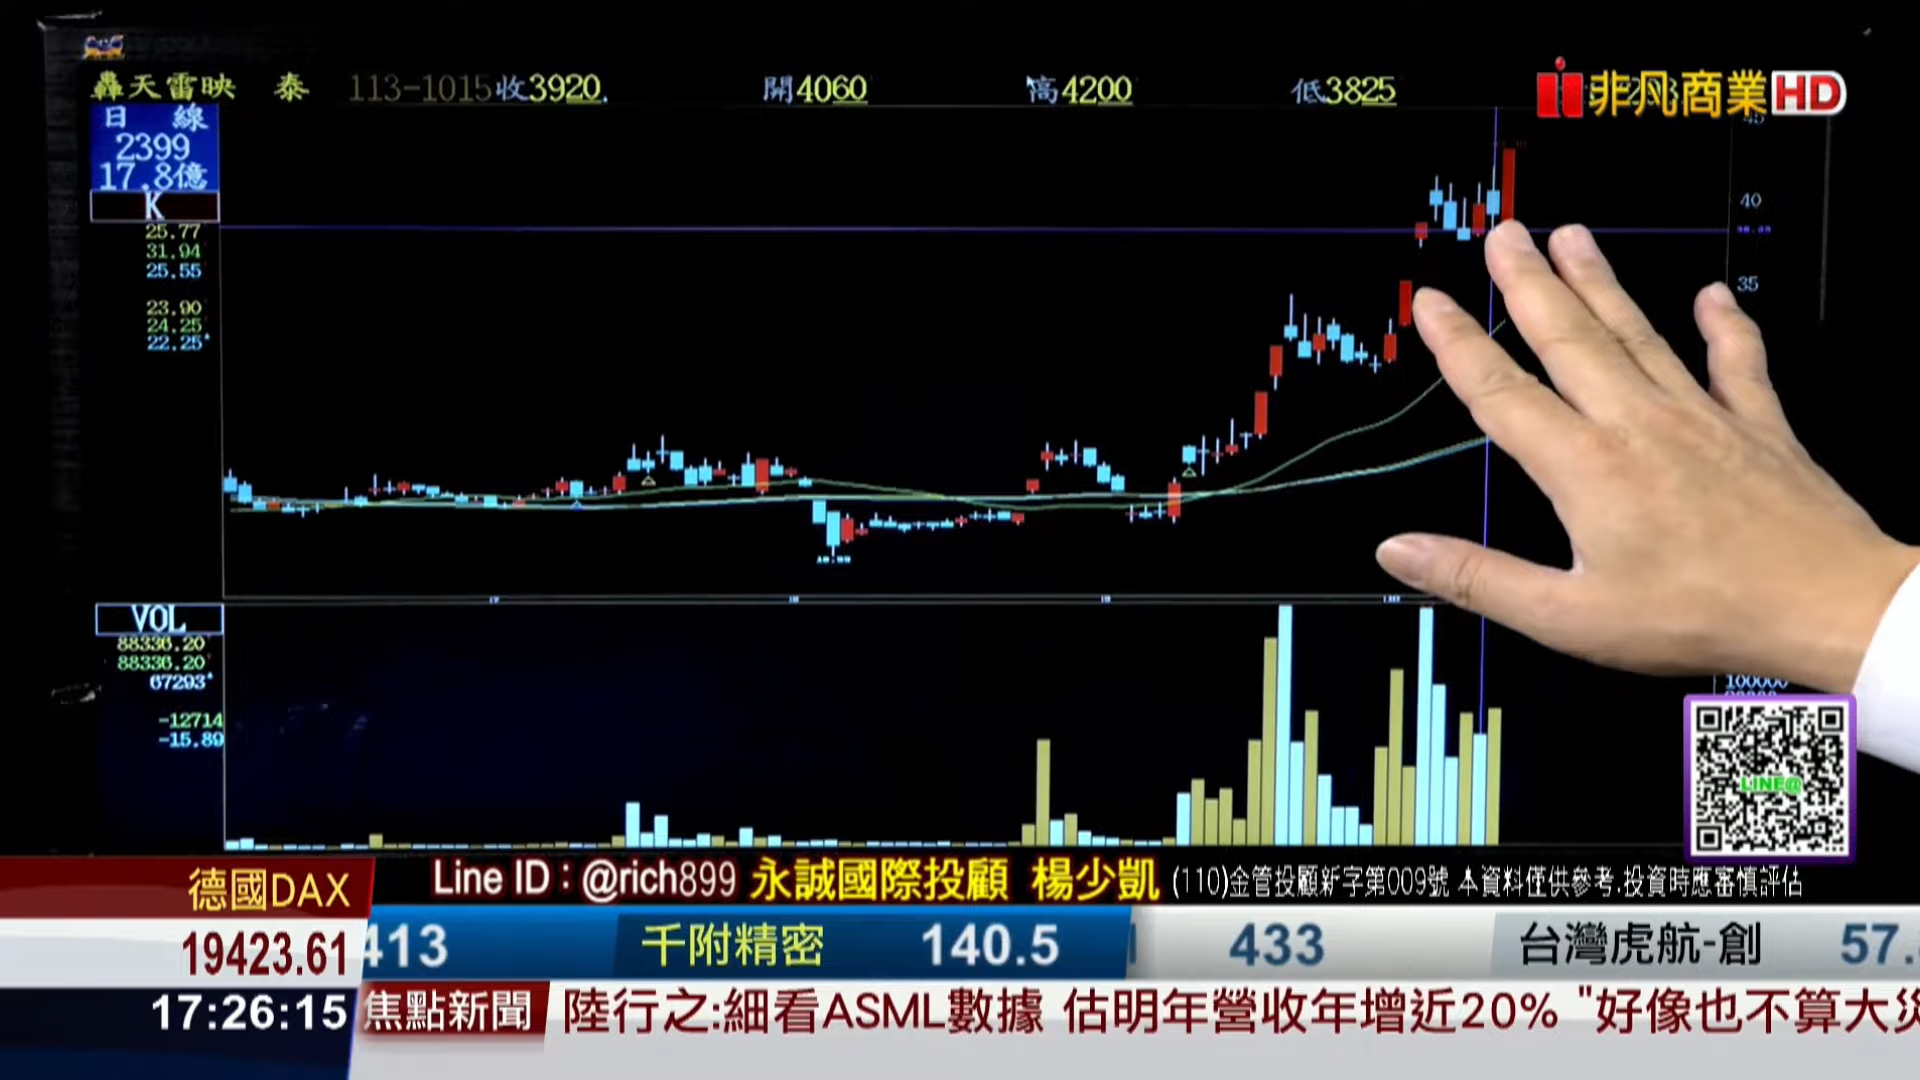 轟天雷映 泰 113-1015 收3920 開4060 高4200 低3825
非凡商業HD
日 線
2399
17.8億
K
25.77
31.94
25.55
23.90
24.25
22.25
40
35
VOL
88336.20
88336.20
67293
-12714
-15.89
100000
LINE@
德國DAX
19423.61
17:26:15
Line ID：@rich899 永誠國際投顧 楊少凱 (110)金管投顧新字第009號 本資料僅供參考.投資時應審慎評估
413 千附精密 140.5 433 台灣虎航-創 57.
焦點新聞 陸行之:細看ASML數據 估明年營收年增近20% "好像也不算大災